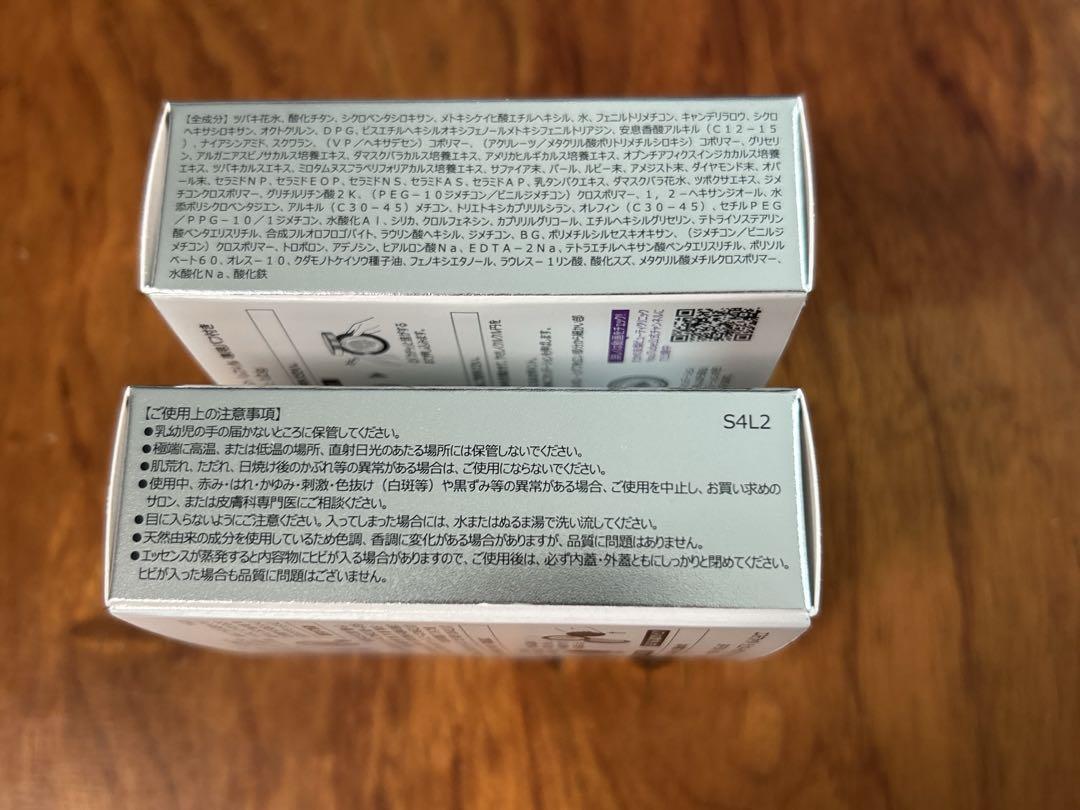 【全成分】ツバキ花水、酸化チタン、シクロペンタシロキサン、メトキシケイヒ酸エチルヘキシル、水、フェニルトリメチコン、キャンデリラロウ、シクロ
ヘキサシロキサン、オクトクリレン、DPG、ビスエチルヘキシルオキシフェノールメトキシフェニルトリアジン、安息香酸アルキル(C12-15
)、ナイアシンアミド、スクワラン、(VP/ヘキサデセン)コポリマー、(アクリレーツ/メタクリル酸ポリトリメチルシロキシ)コポリマー、グリセリ
ン、アルガニアスピノサカルス培養エキス、ダマスクバラカルス培養エキス、アメリカヒルギカルス培養エキス、オプンチアフィクスインジカカルス培養
エキス、ツバキカルスエキス、ミロタムヌスフラベリフォリアカルス培養エキス、サファイア末、パール、ルビー末、アメジスト末、ダイヤモンド末、オパ
ール末、セラミドNP、セラミドEOP、セラミドNS、セラミドAS、セラミドAP、乳タンパクエキス、ダマスクバラ花水、ツボクサエキス、ジメ
チコンクロスポリマー、グリチルリチン酸2K、(PEG-10ジメチコン/ビニルジメチコン)クロスポリマー、1,2-ヘキサンジオール、水
添ポリシクロペンタジエン、アルキル(C30-45)メチコン、トリエトキシカプリリルシラン、オレフィン(C30-45)、セチルPEG
/PPG-10/1ジメチコン、水酸化Al、シリカ、クロルフェネシン、カプリリルグリコール、エチルヘキシルグリセリン、テトライソステアリン
酸ペンタエリスリチル、合成フルオロフロゴパイト、ラウリン酸ヘキシル、ジメチコン、BG、ポリメチルシルセスキオキサン、(ジメチコン/ビニルジ
メチコン)クロスポリマー、トロポロン、アデノシン、ヒアルロン酸Na、EDTA-2Na、テトラエチルヘキサン酸ペンタエリスリチル、ポリソル
ベート60、オレス-10、クダモノトケイソウ種子油、フェノキシエタノール、ラウレス-1リン酸、酸化スズ、メタクリル酸メチルクロスポリマー、
水酸化Na、酸化鉄
【ご使用上の注意事項】
S4L2
●乳幼児の手の届かないところに保管してください。
●極端に高温、または低温の場所、直射日光のあたる場所には保管しないでください。
●肌荒れ、ただれ、日焼け後のかぶれ等の異常がある場合は、ご使用にならないでください。
●使用中、赤み・はれ・かゆみ・刺激・色抜け(白斑等)や黒ずみ等の異常がある場合、ご使用を中止し、お買い求めの
サロン、または皮膚科専門医にご相談ください。
●目に入らないようにご注意ください。入ってしまった場合には、水またはぬるま湯で洗い流してください。
●天然由来の成分を使用しているため色調、香調に変化がある場合がありますが、品質に問題はありません。
●エッセンスが蒸発すると内容物にヒビが入る場合がありますので、ご使用後は、必ず内蓋・外蓋ともにしっかりと閉めてください。
ヒビが入った場合も品質に問題はございません。